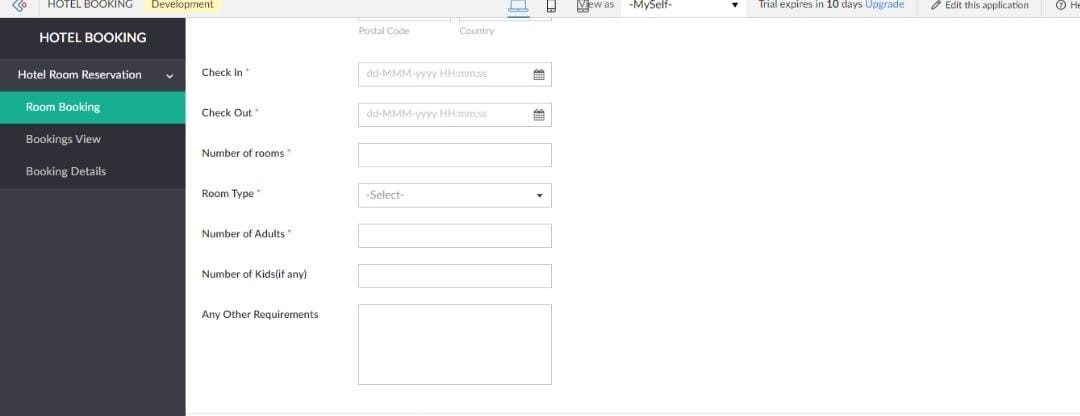 HOTEL BOOKING Development View as -MySelf- Trial expires in 10 days Upgrade Edit this application
HOTEL BOOKING
Hotel Room Reservation
Room Booking
Bookings View
Booking Details
Postal Code Country
Check In *
dd-MMM-yyyy HH:mm:ss
Check Out *
dd-MMM-yyyy HH:mm:ss
Number of rooms *
Room Type *
-Select-
Number of Adults *
Number of Kids(if any)
Any Other Requirements